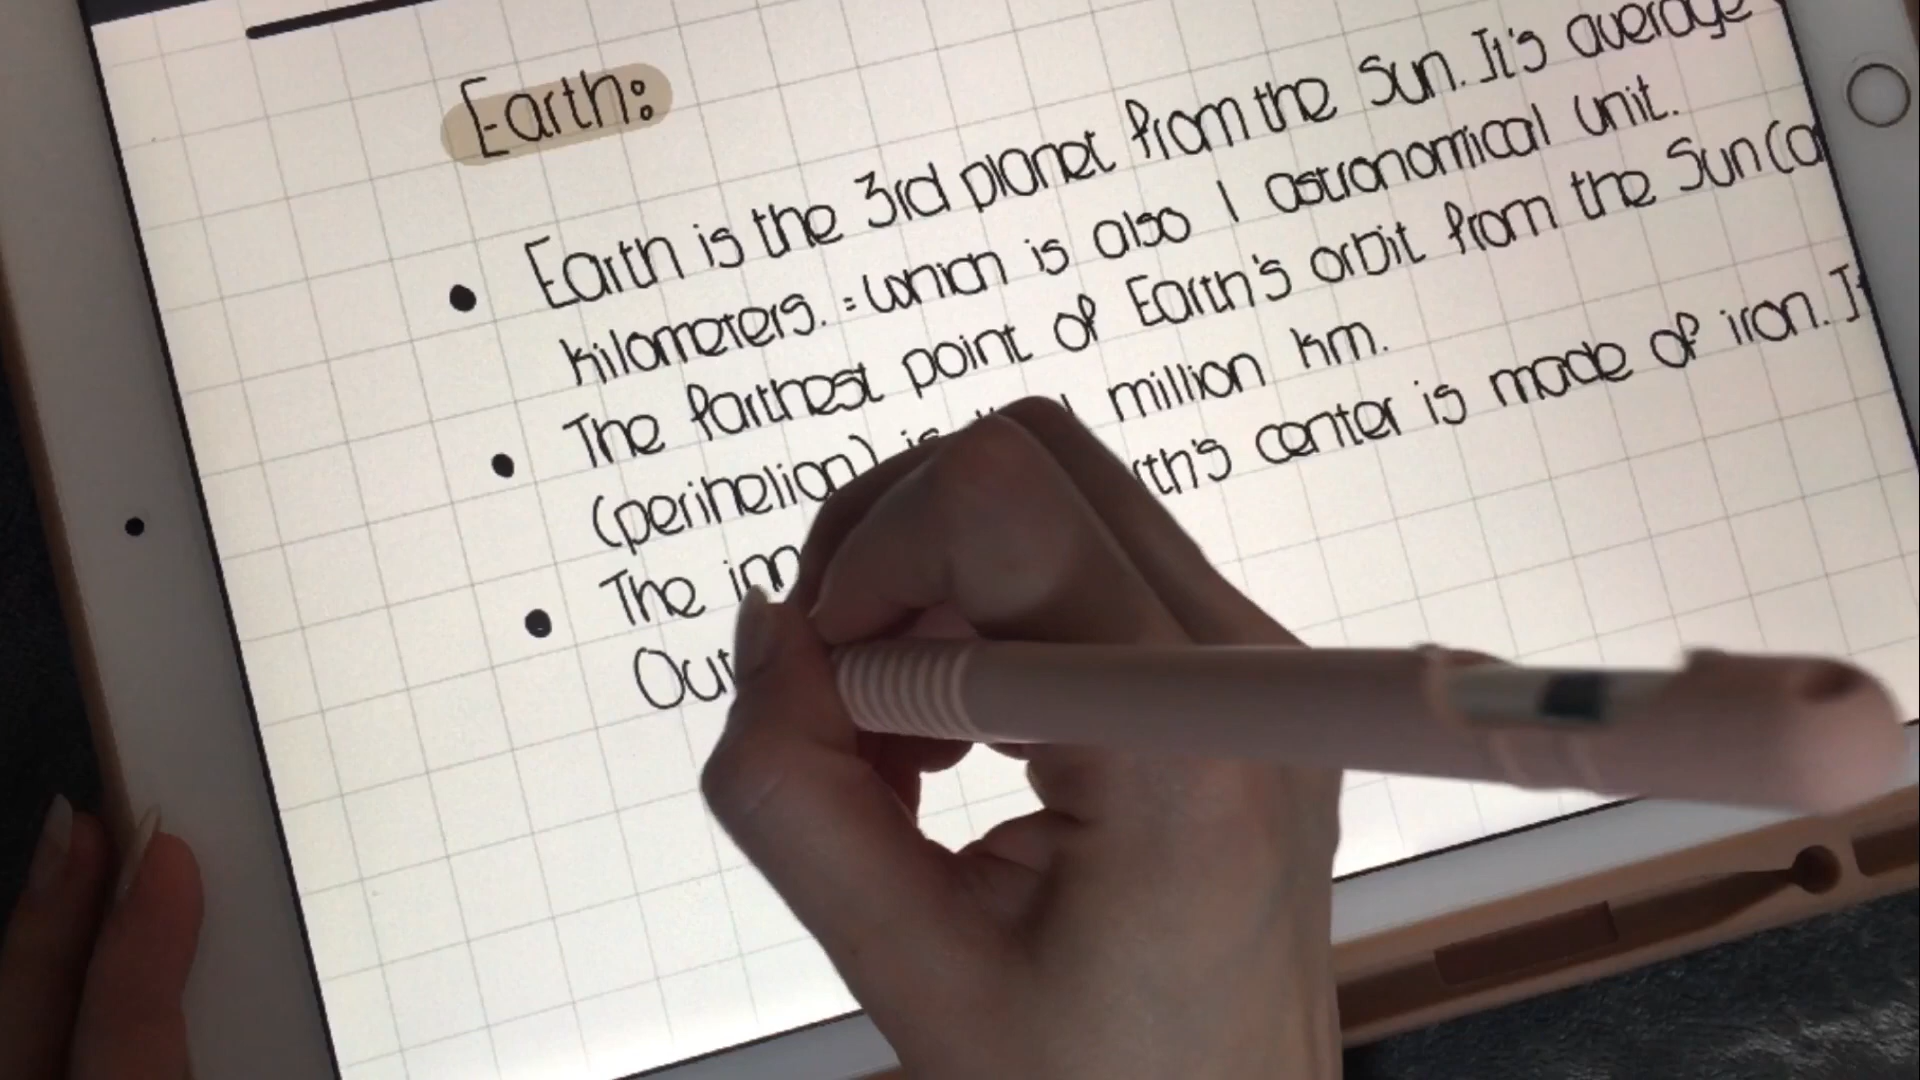 Earth:
Earth is the 3rd planet from the Sun. It's average
kilometers. = which is also 1 astronomical unit.
The farthest point of Earth's orbit from the Sun (a
(perihelion) is million km.
The center is made of iron.